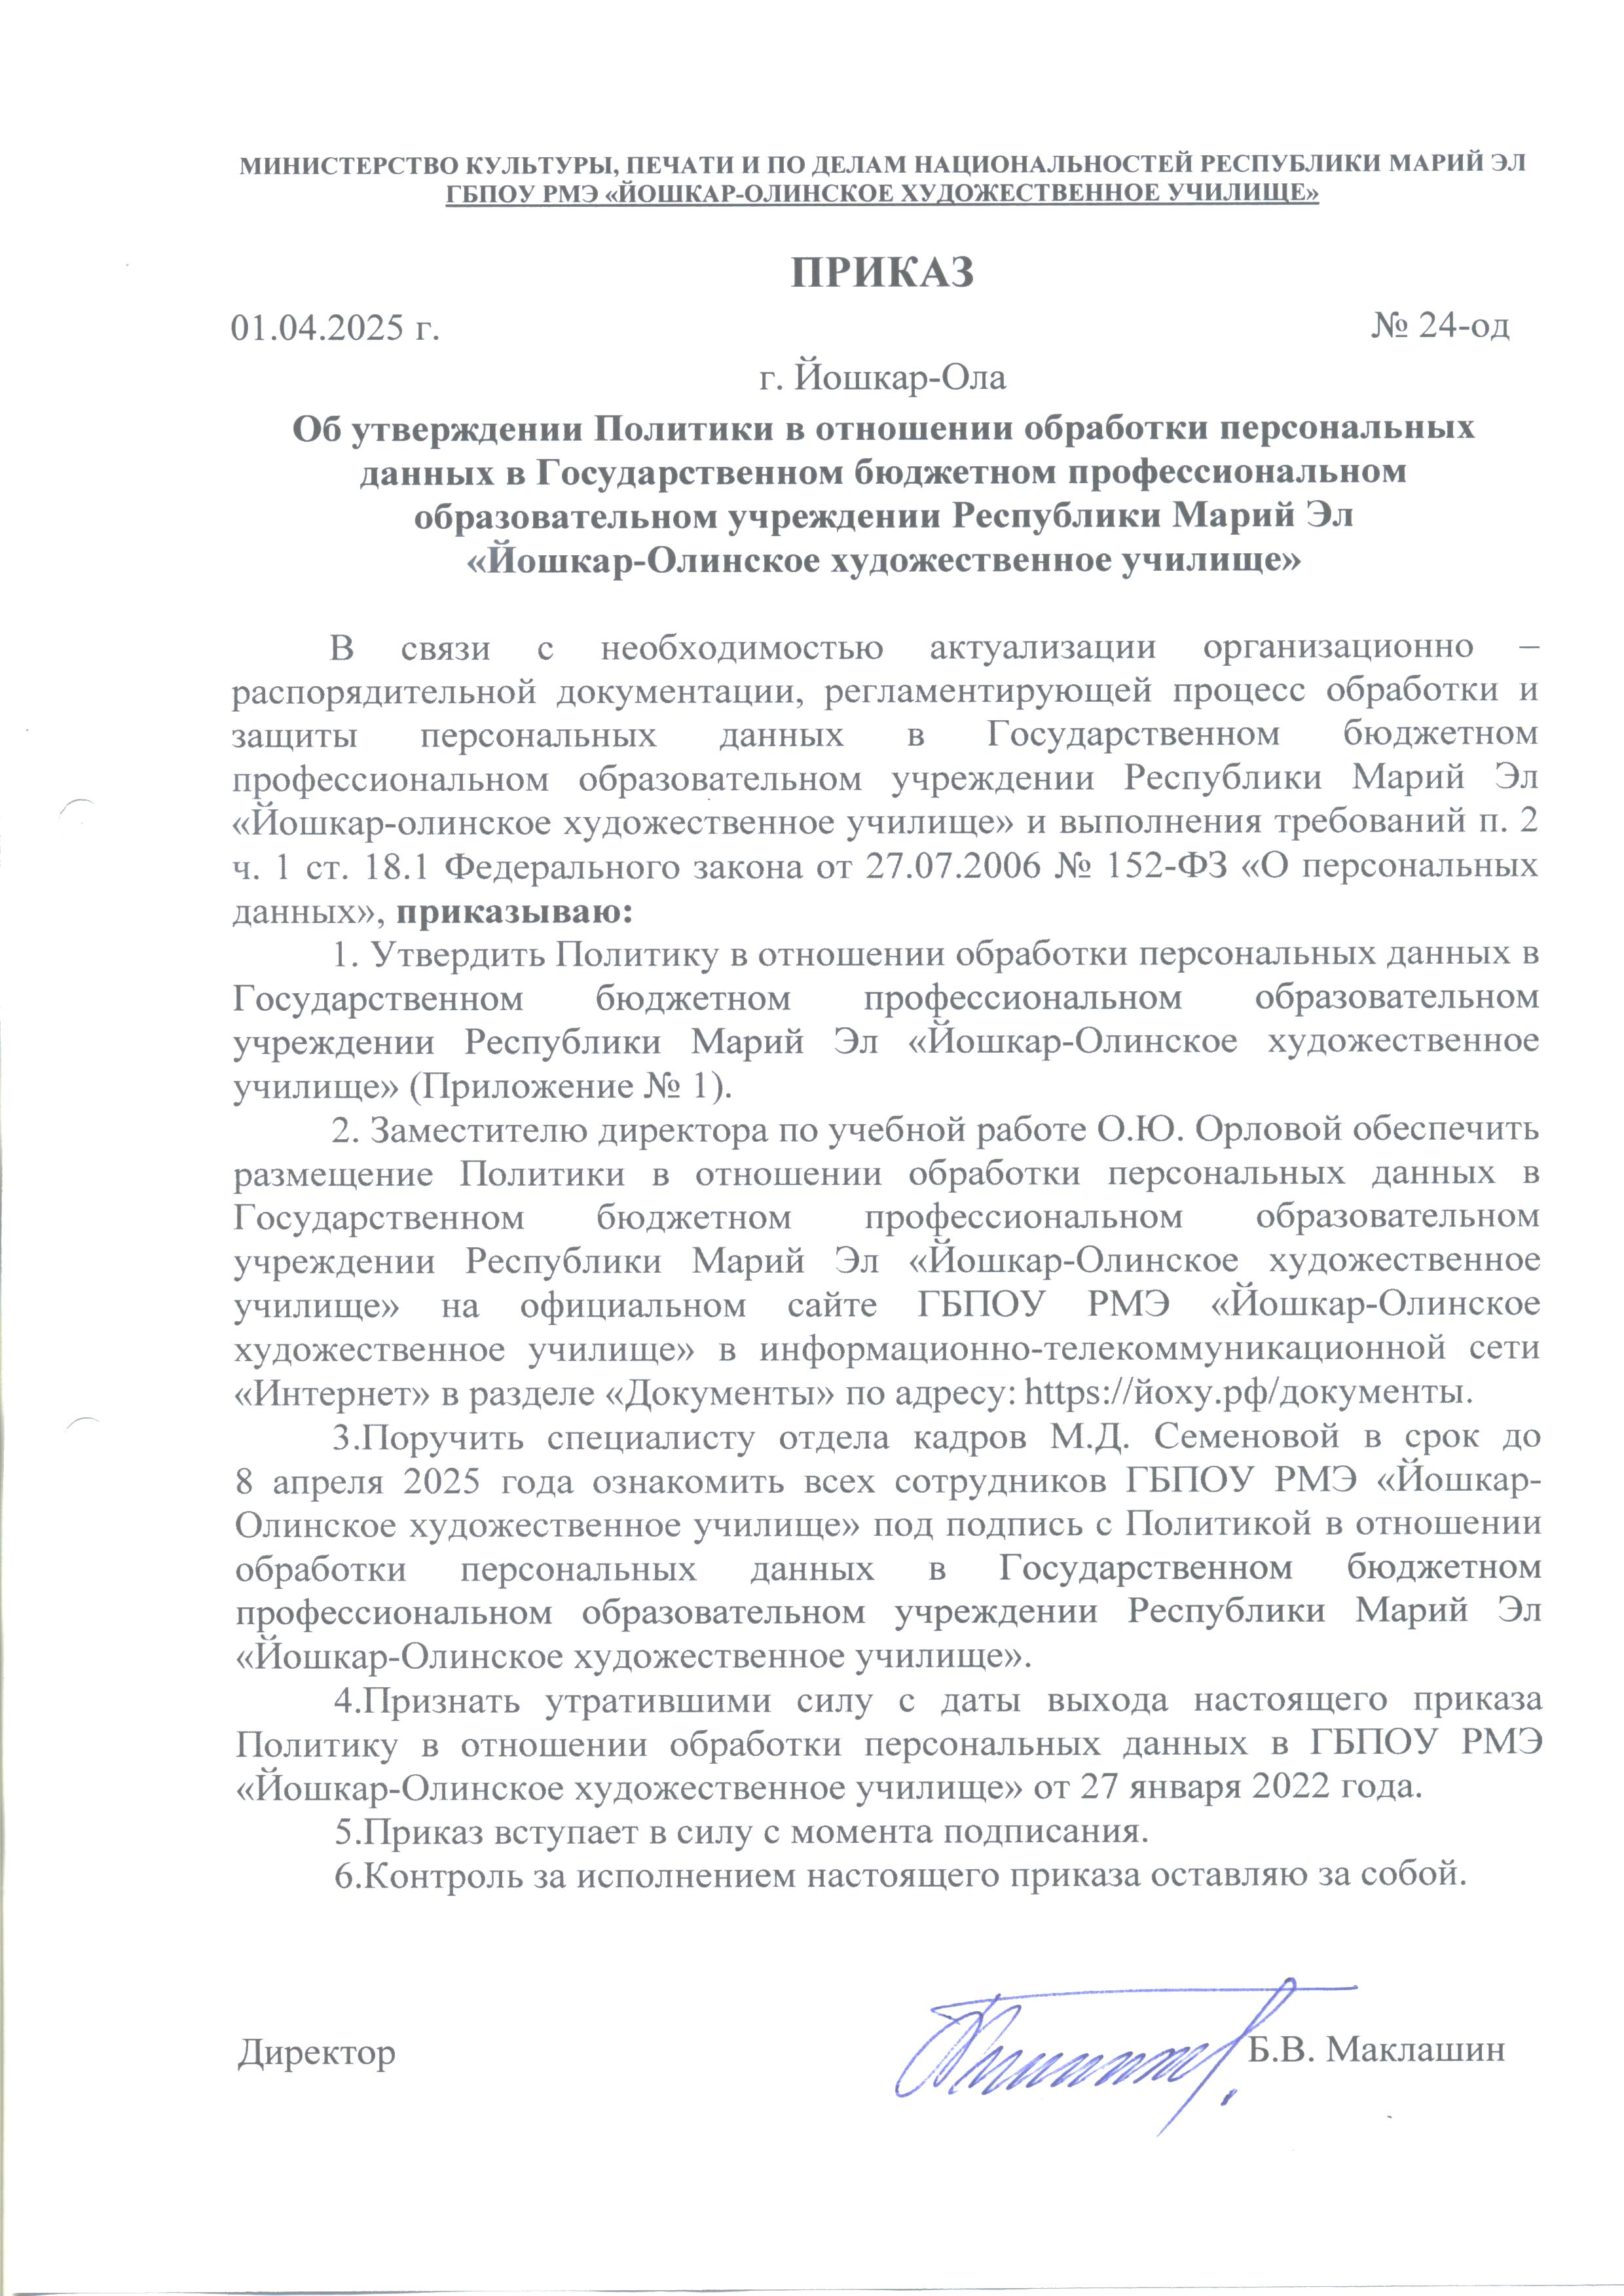 МИНИСТЕРСТВО КУЛЬТУРЫ, ПЕЧАТИ И ПО ДЕЛАМ НАЦИОНАЛЬНОСТЕЙ РЕСПУБЛИКИ МАРИЙ ЭЛ
ГБПОУ РМЭ «ЙОШКАР-ОЛИНСКОЕ ХУДОЖЕСТВЕННОЕ УЧИЛИЩЕ»
ПРИКАЗ
01.04.2025 г. № 24-од
г. Йошкар-Ола
Об утверждении Политики в отношении обработки персональных
данных в Государственном бюджетном профессиональном
образовательном учреждении Республики Марий Эл
«Йошкар-Олинское художественное училище»
В связи с необходимостью актуализации организационно –
распорядительной документации, регламентирующей процесс обработки и
защиты персональных данных в Государственном бюджетном
профессиональном образовательном учреждении Республики Марий Эл
«Йошкар-олинское художественное училище» и выполнения требований п. 2
ч. 1 ст. 18.1 Федерального закона от 27.07.2006 № 152-ФЗ «О персональных
данных», приказываю:
1. Утвердить Политику в отношении обработки персональных данных в
Государственном бюджетном профессиональном образовательном
учреждении Республики Марий Эл «Йошкар-Олинское художественное
училище» (Приложение № 1).
2. Заместителю директора по учебной работе О.Ю. Орловой обеспечить
размещение Политики в отношении обработки персональных данных в
Государственном бюджетном профессиональном образовательном
учреждении Республики Марий Эл «Йошкар-Олинское художественное
училище» на официальном сайте ГБПОУ РМЭ «Йошкар-Олинское
художественное училище» в информационно-телекоммуникационной сети
«Интернет» в разделе «Документы» по адресу: https://йоху.рф/документы.
3.Поручить специалисту отдела кадров М.Д. Семеновой в срок до
8 апреля 2025 года ознакомить всех сотрудников ГБПОУ РМЭ «Йошкар-
Олинское художественное училище» под подпись с Политикой в отношении
обработки персональных данных в Государственном бюджетном
профессиональном образовательном учреждении Республики Марий Эл
«Йошкар-Олинское художественное училище».
4.Признать утратившими силу с даты выхода настоящего приказа
Политику в отношении обработки персональных данных в ГБПОУ РМЭ
«Йошкар-Олинское художественное училище» от 27 января 2022 года.
5.Приказ вступает в силу с момента подписания.
6.Контроль за исполнением настоящего приказа оставляю за собой.
Директор Б.В. Маклашин